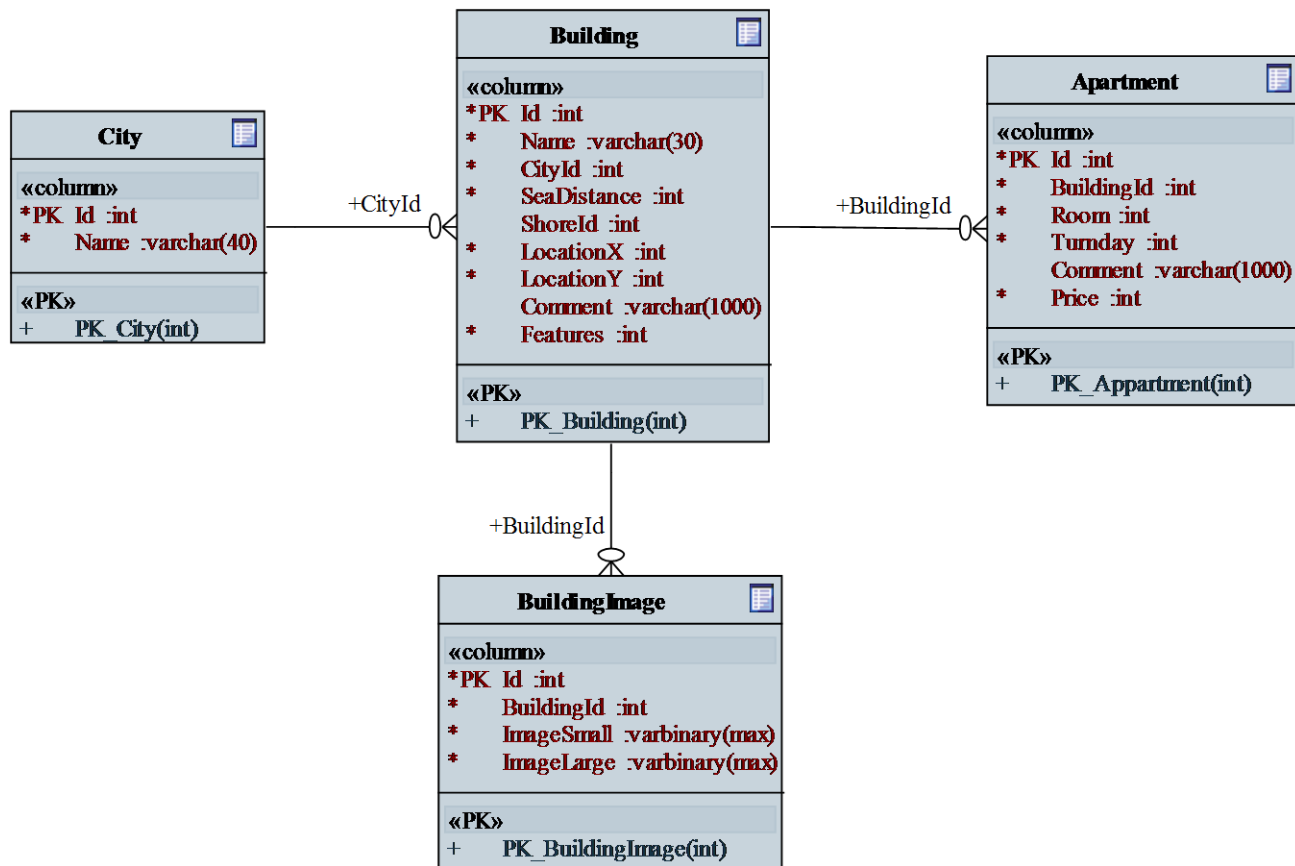 City
«column»
*PK Id :int
* Name :varchar(40)
«PK»
+ PK_City(int)
+CityId
Building
«column»
*PK Id :int
* Name :varchar(30)
* CityId :int
* SeaDistance :int
ShoreId :int
* LocationX :int
* LocationY :int
Comment :varchar(1000)
* Features :int
«PK»
+ PK_Building(int)
+BuildingId
Apartment
«column»
*PK Id :int
* BuildingId :int
* Room :int
* Turnday :int
Comment :varchar(1000)
* Price :int
«PK»
+ PK_Appartment(int)
+BuildingId
BuildingImage
«column»
*PK Id :int
* BuildingId :int
* ImageSmall :varbinary(max)
* ImageLarge :varbinary(max)
«PK»
+ PK_BuildingImage(int)